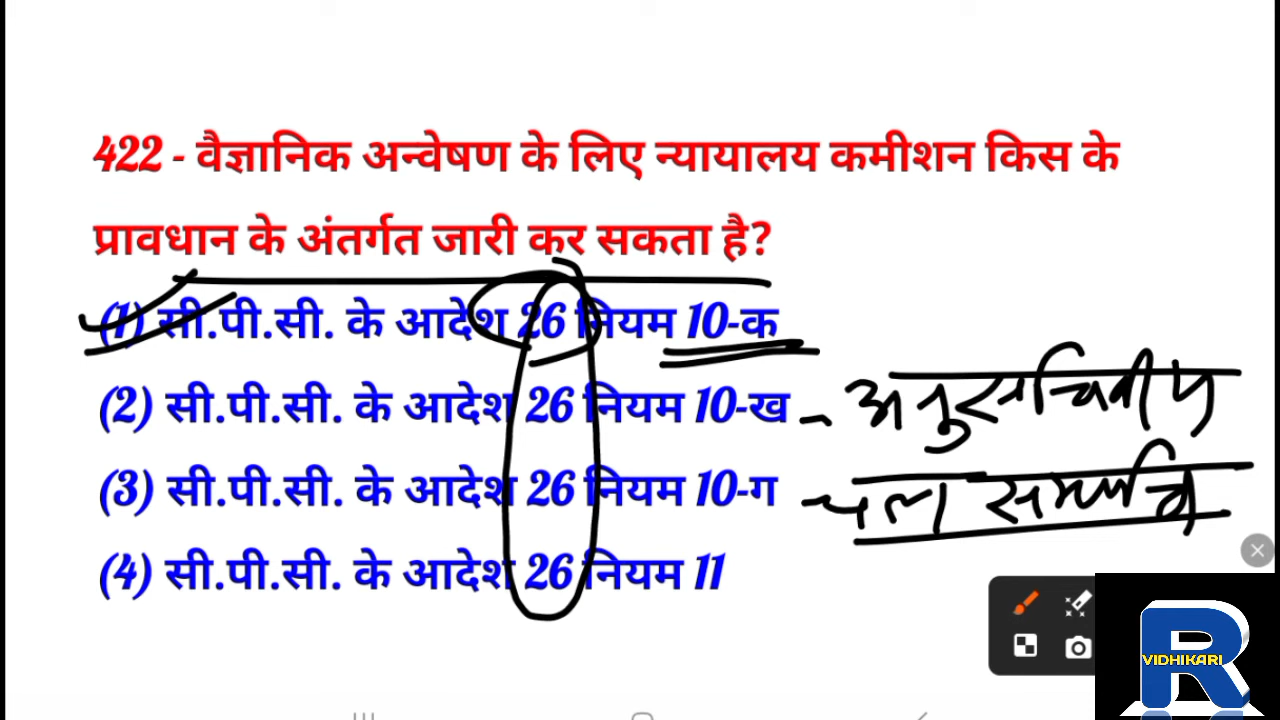 422 - वैज्ञानिक अन्वेषण के लिए न्यायालय कमीशन किस के
प्रावधान के अंतर्गत जारी कर सकता है?
(1) सी.पी.सी. के आदेश 26 नियम 10-क
(2) सी.पी.सी. के आदेश 26 नियम 10-ख
(3) सी.पी.सी. के आदेश 26 नियम 10-ग - चल सम्पत्ति
(4) सी.पी.सी. के आदेश 26 नियम 11
R
VIDHIKARI